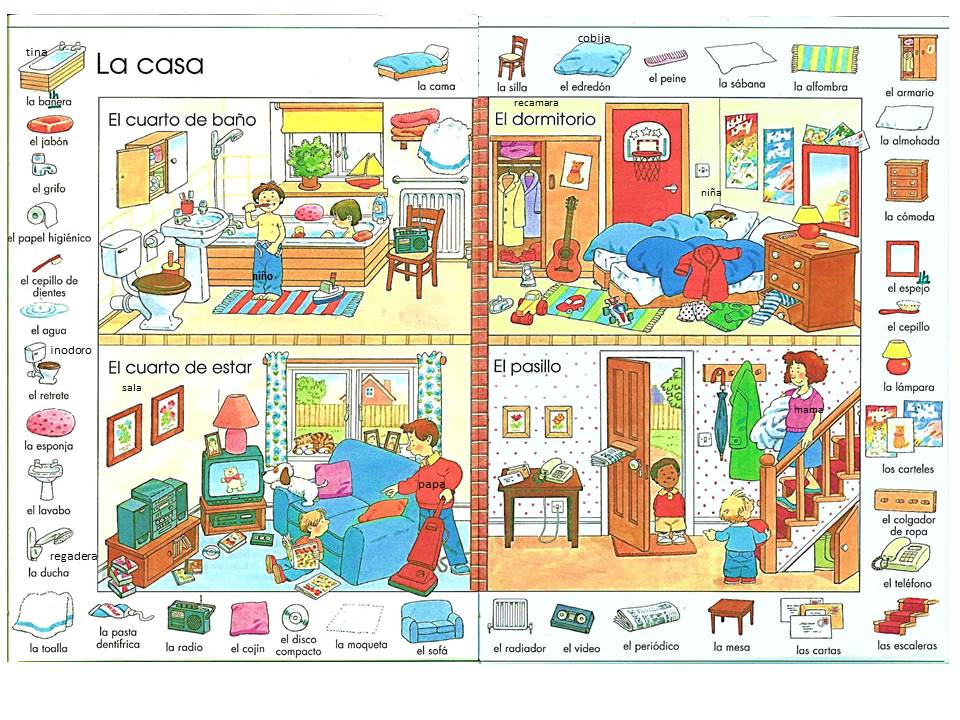 La casa
tina
la bañera
th
el jabón
el grifo
el papel higiénico
el cepillo de
dientes
el agua
inodoro
el retrete
la esponja
el lavabo
regadera
la ducha
la toalla
la cama
la silla
cobija
el edredón
el peine
la sábana
la alfombra
el armario
la almohada
la cómoda
el espejo
th
el cepillo
la lámpara
los carteles
el colgador
de ropa
el teléfono
las escaleras
El cuarto de baño
niño
recamara
El dormitorio
niña
El cuarto de estar
sala
papa
El pasillo
mama
la pasta
dentífrica
la radio
el cojín
el disco
compacto
la moqueta
el sofá
el radiador
el video
el periódico
la mesa
las cartas